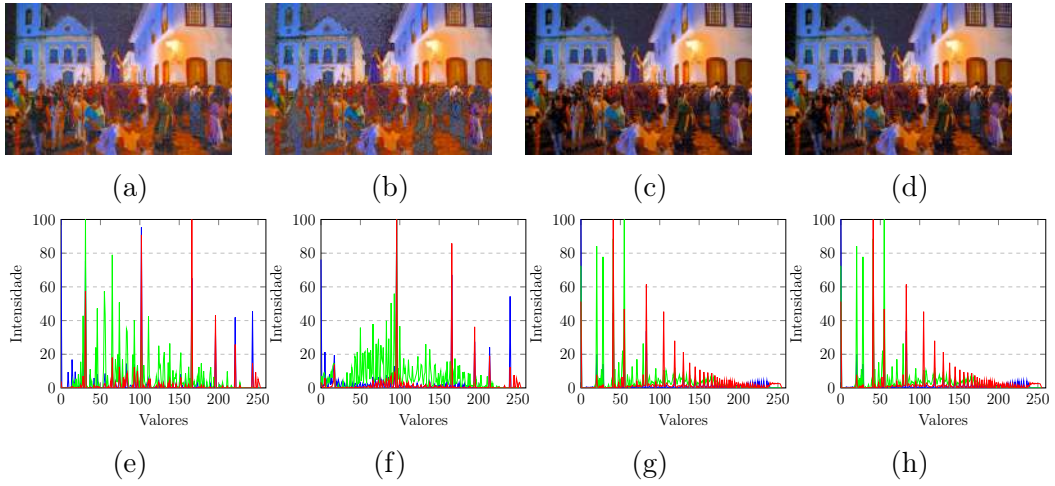 (a) (b) (c) (d)
100 100 100 100
80 80 80 80
60 60 60 60
40 40 40 40
20 20 20 20
0 0 0 0
Intensidade Intensidade Intensidade Intensidade
0 50 100 150 200 250 0 50 100 150 200 250 0 50 100 150 200 250 0 50 100 150 200 250
Valores Valores Valores Valores
(e) (f) (g) (h)